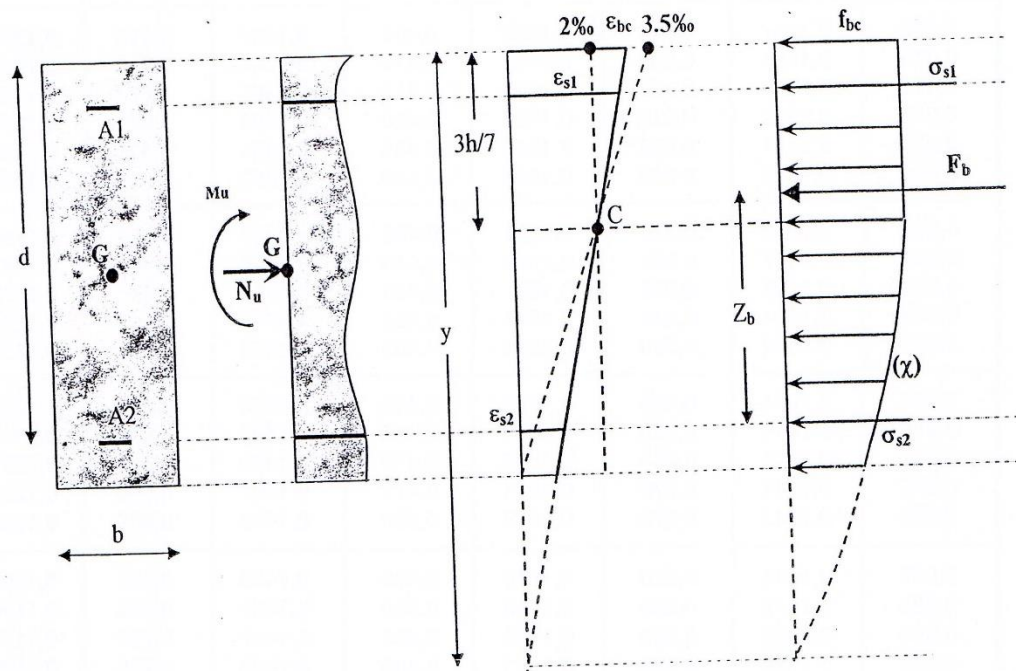 2‰ ε_bc 3.5‰
f_bc
ε_s1
σ_s1
A1
3h/7
F_b
Mu
C
d
G
G
N_u
y
Z_b
(χ)
A2
ε_s2
σ_s2
b